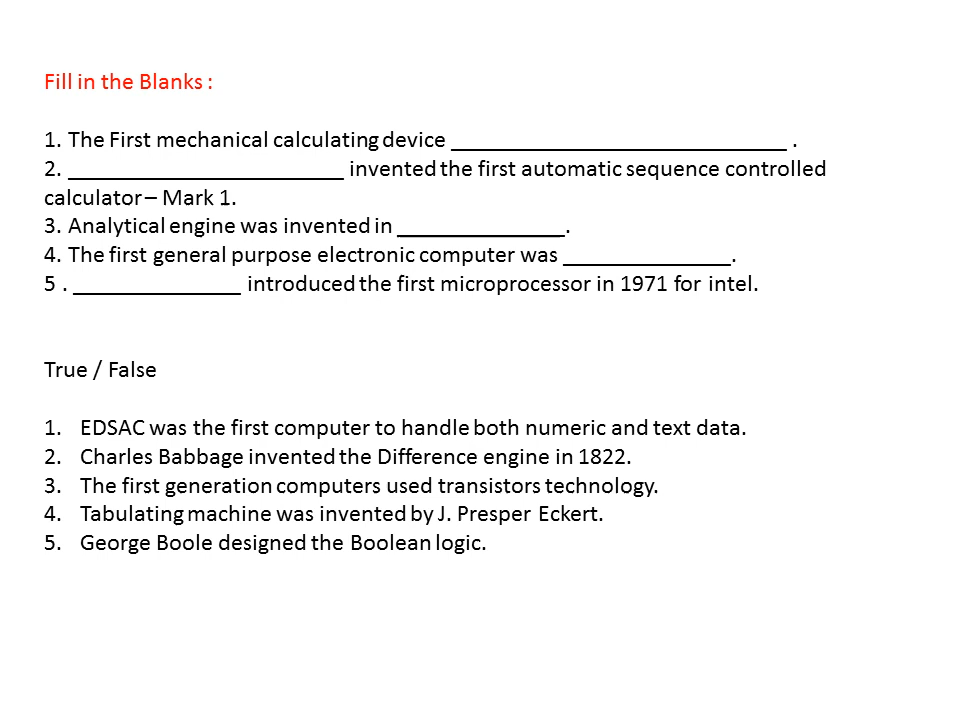 Fill in the Blanks :
1. The First mechanical calculating device ______________________________ .
2. _________________________ invented the first automatic sequence controlled
calculator – Mark 1.
3. Analytical engine was invented in _______________.
4. The first general purpose electronic computer was _______________.
5 . _______________ introduced the first microprocessor in 1971 for intel.
True / False
1. EDSAC was the first computer to handle both numeric and text data.
2. Charles Babbage invented the Difference engine in 1822.
3. The first generation computers used transistors technology.
4. Tabulating machine was invented by J. Presper Eckert.
5. George Boole designed the Boolean logic.